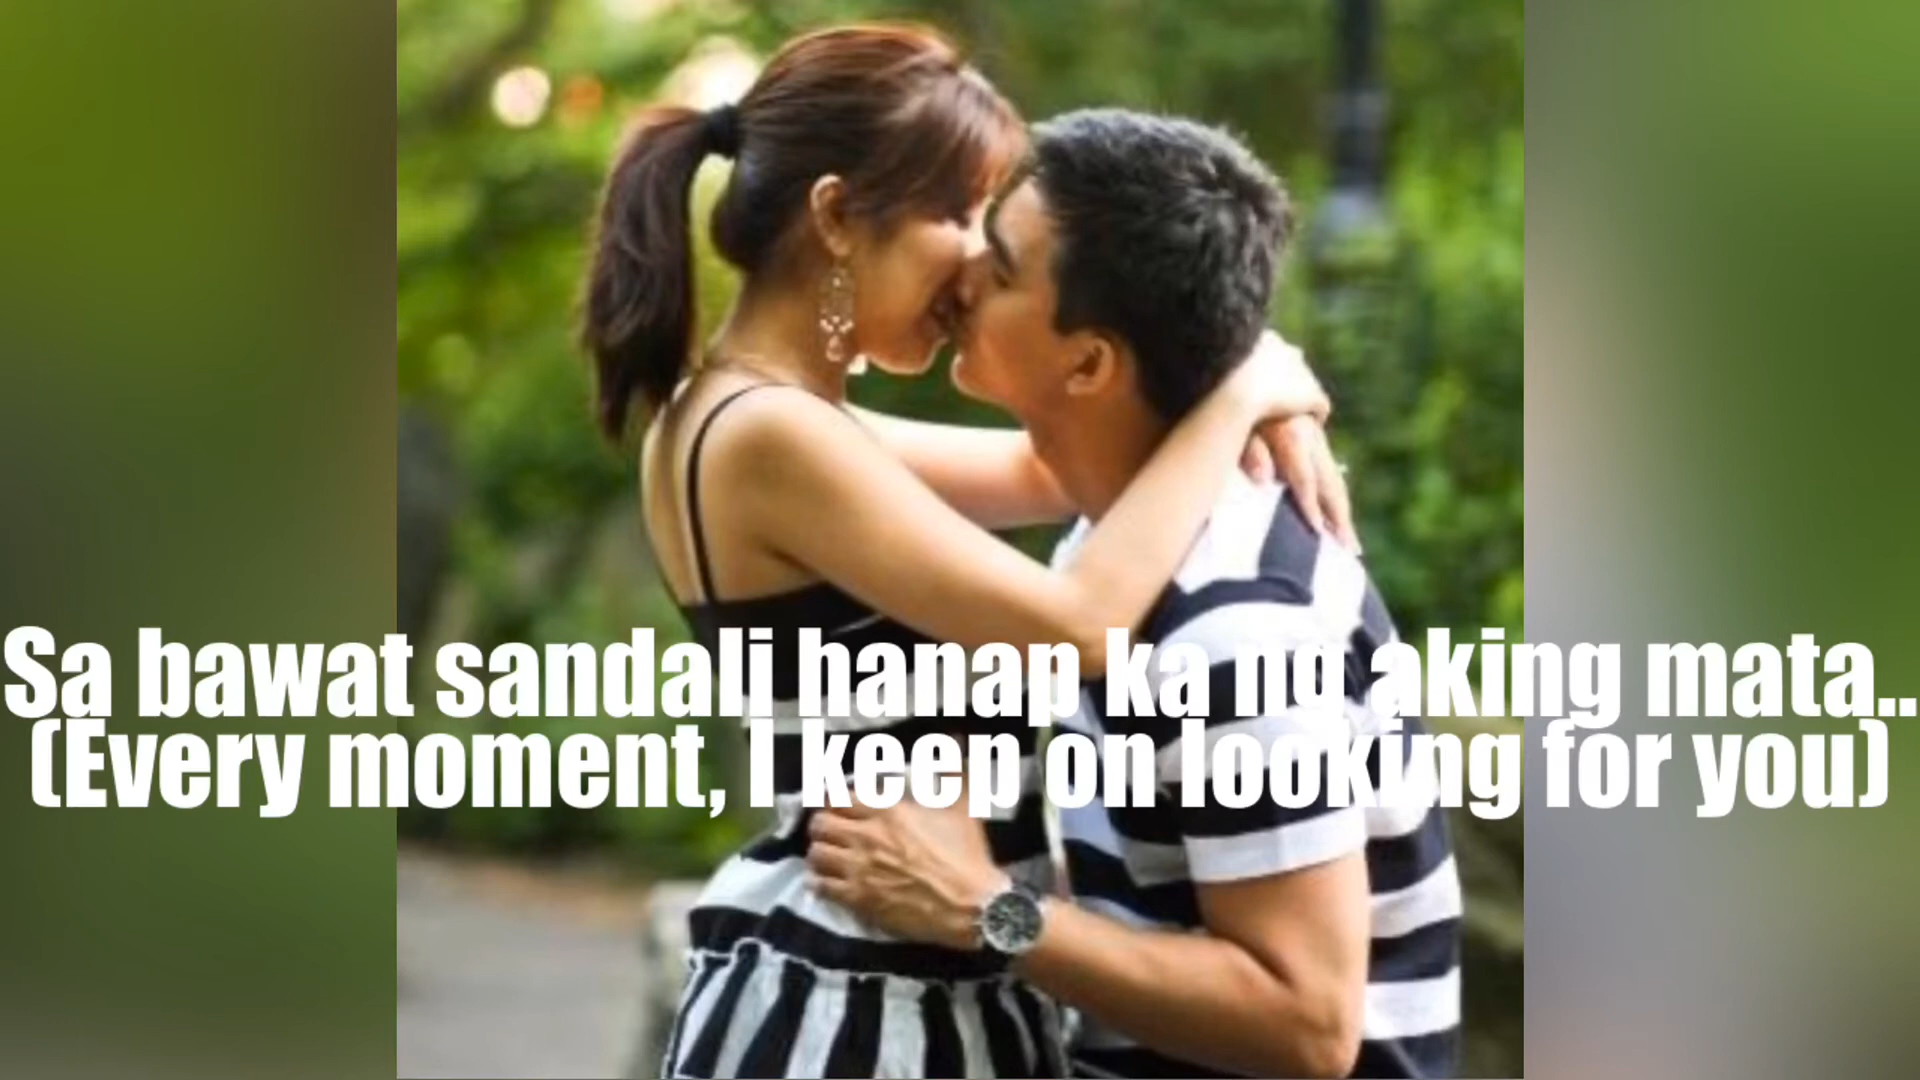 Sa bawat sandali hanap ka ng aking mata..
(Every moment, I keep on looking for you)